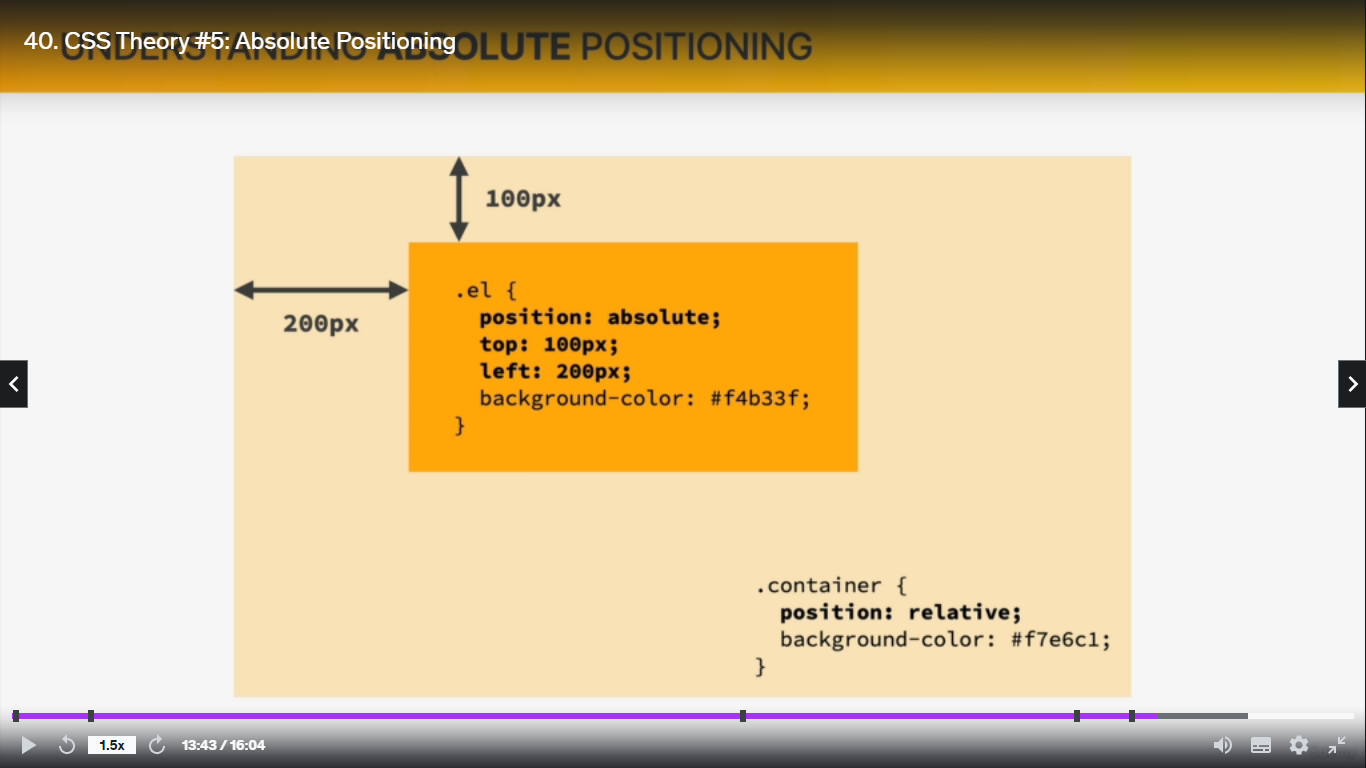 40. CSS Theory #5: Absolute Positioning
UNDERSTANDING ABSOLUTE POSITIONING
100px
200px
.el {
position: absolute;
top: 100px;
left: 200px;
background-color: #f4b33f;
}
.container {
position: relative;
background-color: #f7e6c1;
}
1.5x
13:43 / 16:04